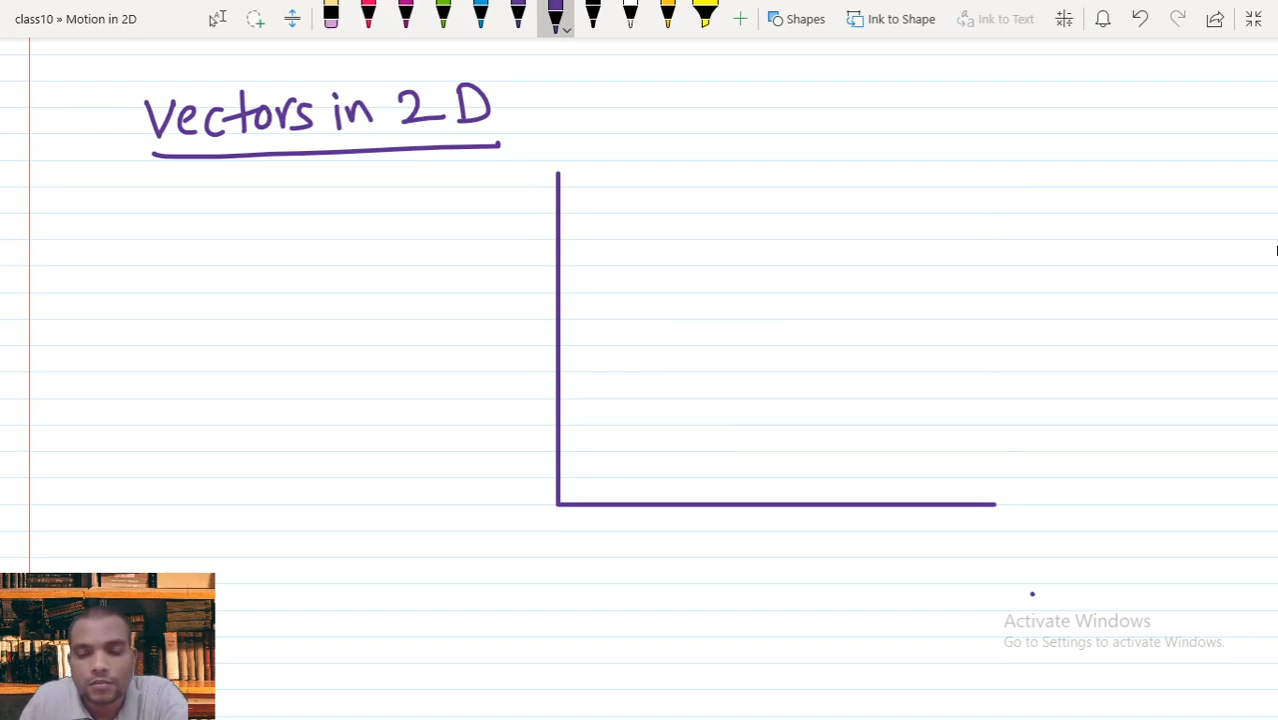 class10 » Motion in 2D
Shapes
Ink to Shape
Ink to Text
Vectors in 2D
Activate Windows
Go to Settings to activate Windows.